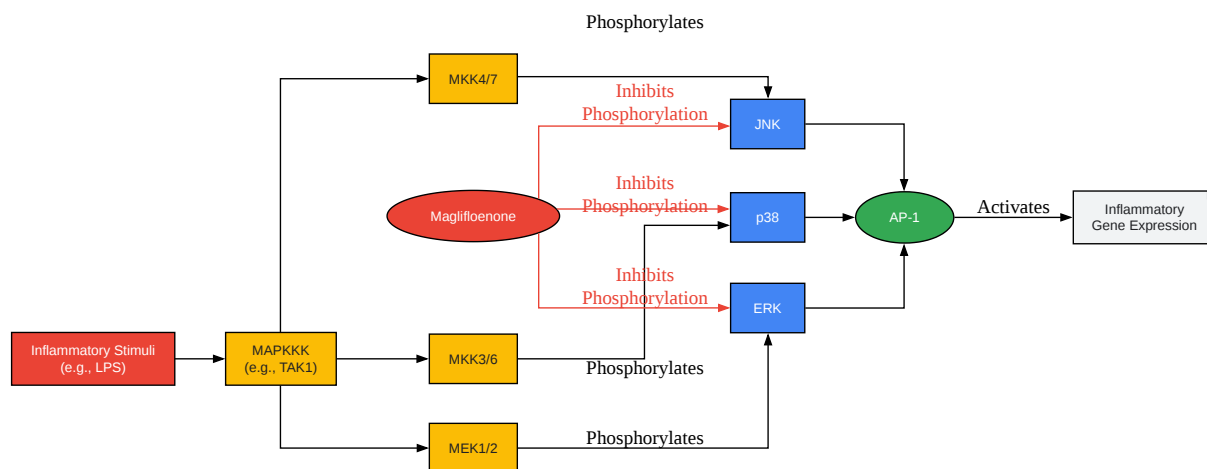 Phosphorylates
MKK4/7
Inhibits
Phosphorylation
JNK
Inhibits
Phosphorylation
Maglifloenone
p38
AP-1
Activates
Inflammatory
Gene Expression
Inhibits
Phosphorylation
ERK
Inflammatory Stimuli
(e.g., LPS)
MAPKKK
(e.g., TAK1)
MKK3/6
Phosphorylates
MEK1/2
Phosphorylates